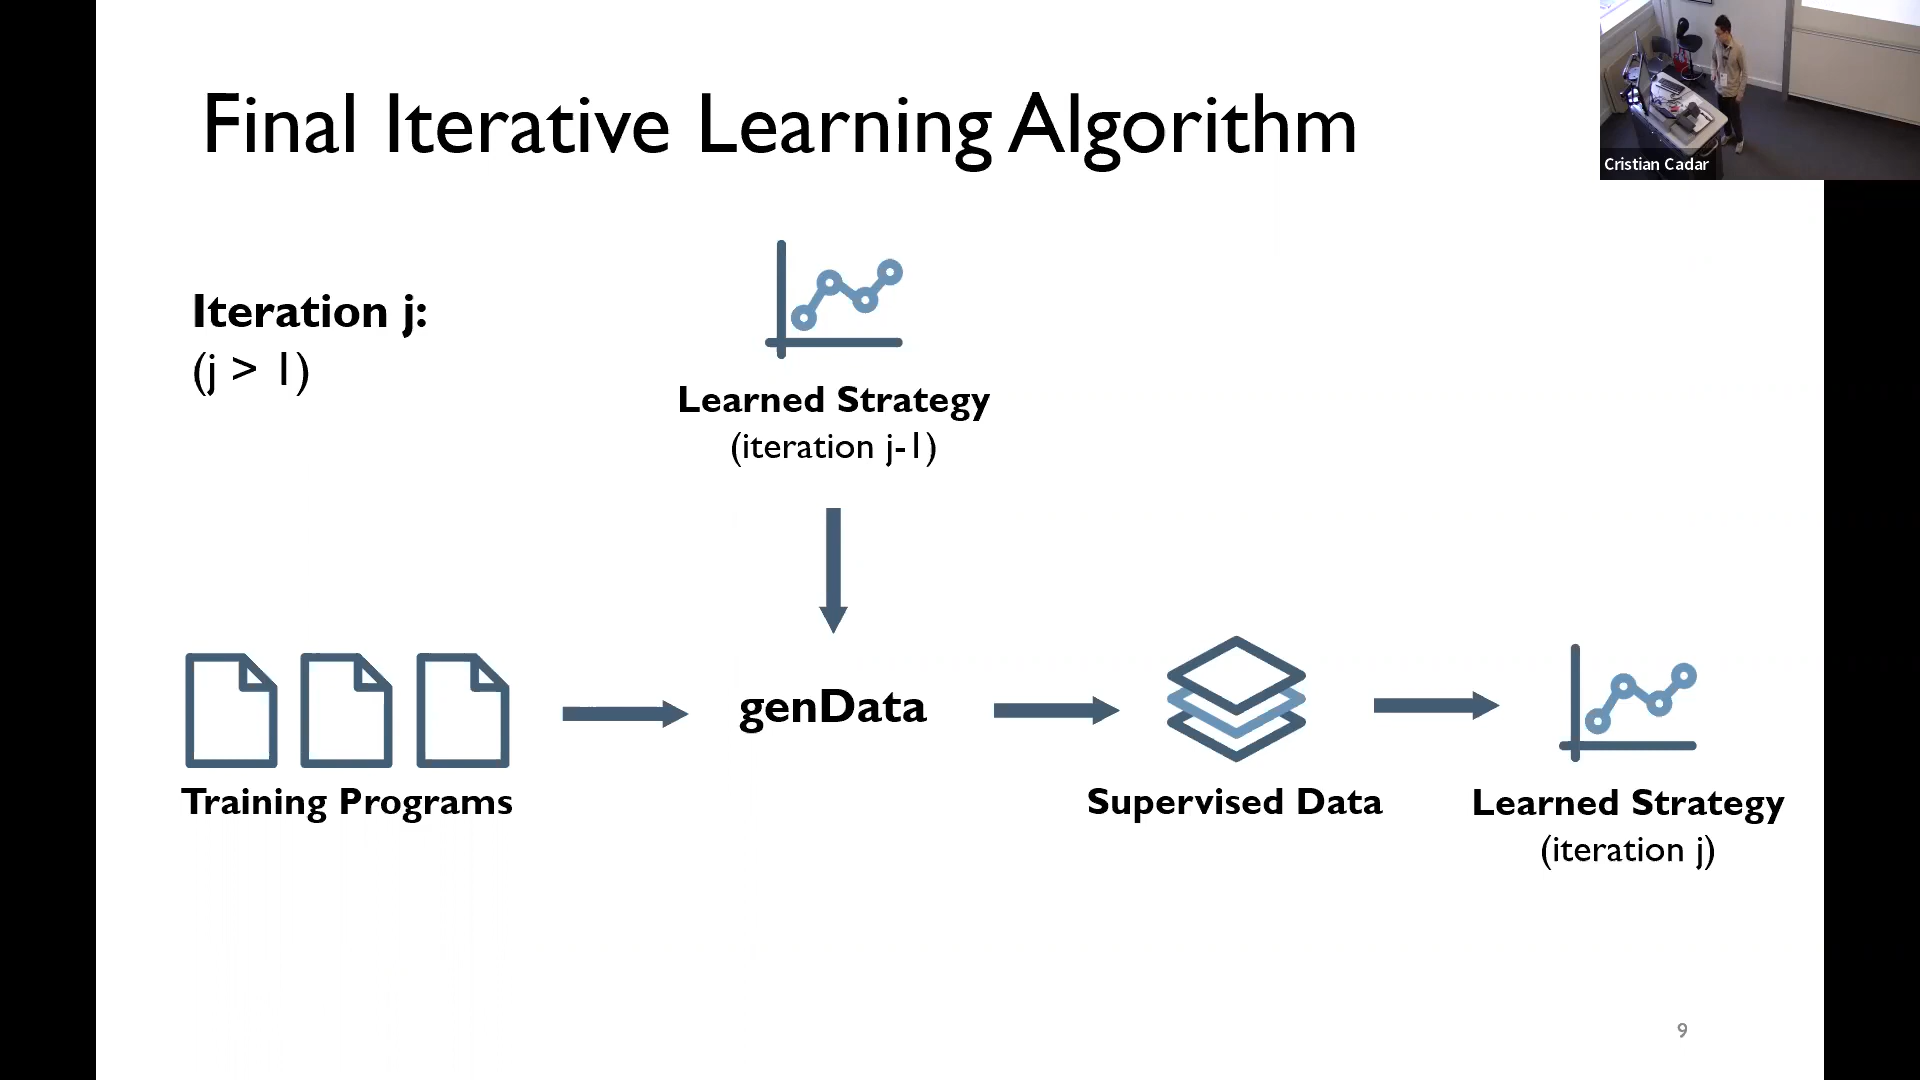 Final Iterative Learning Algorithm
Cristian Cadar
Iteration j:
(j > 1)
Learned Strategy
(iteration j-1)
genData
Training Programs
Supervised Data
Learned Strategy
(iteration j)
9